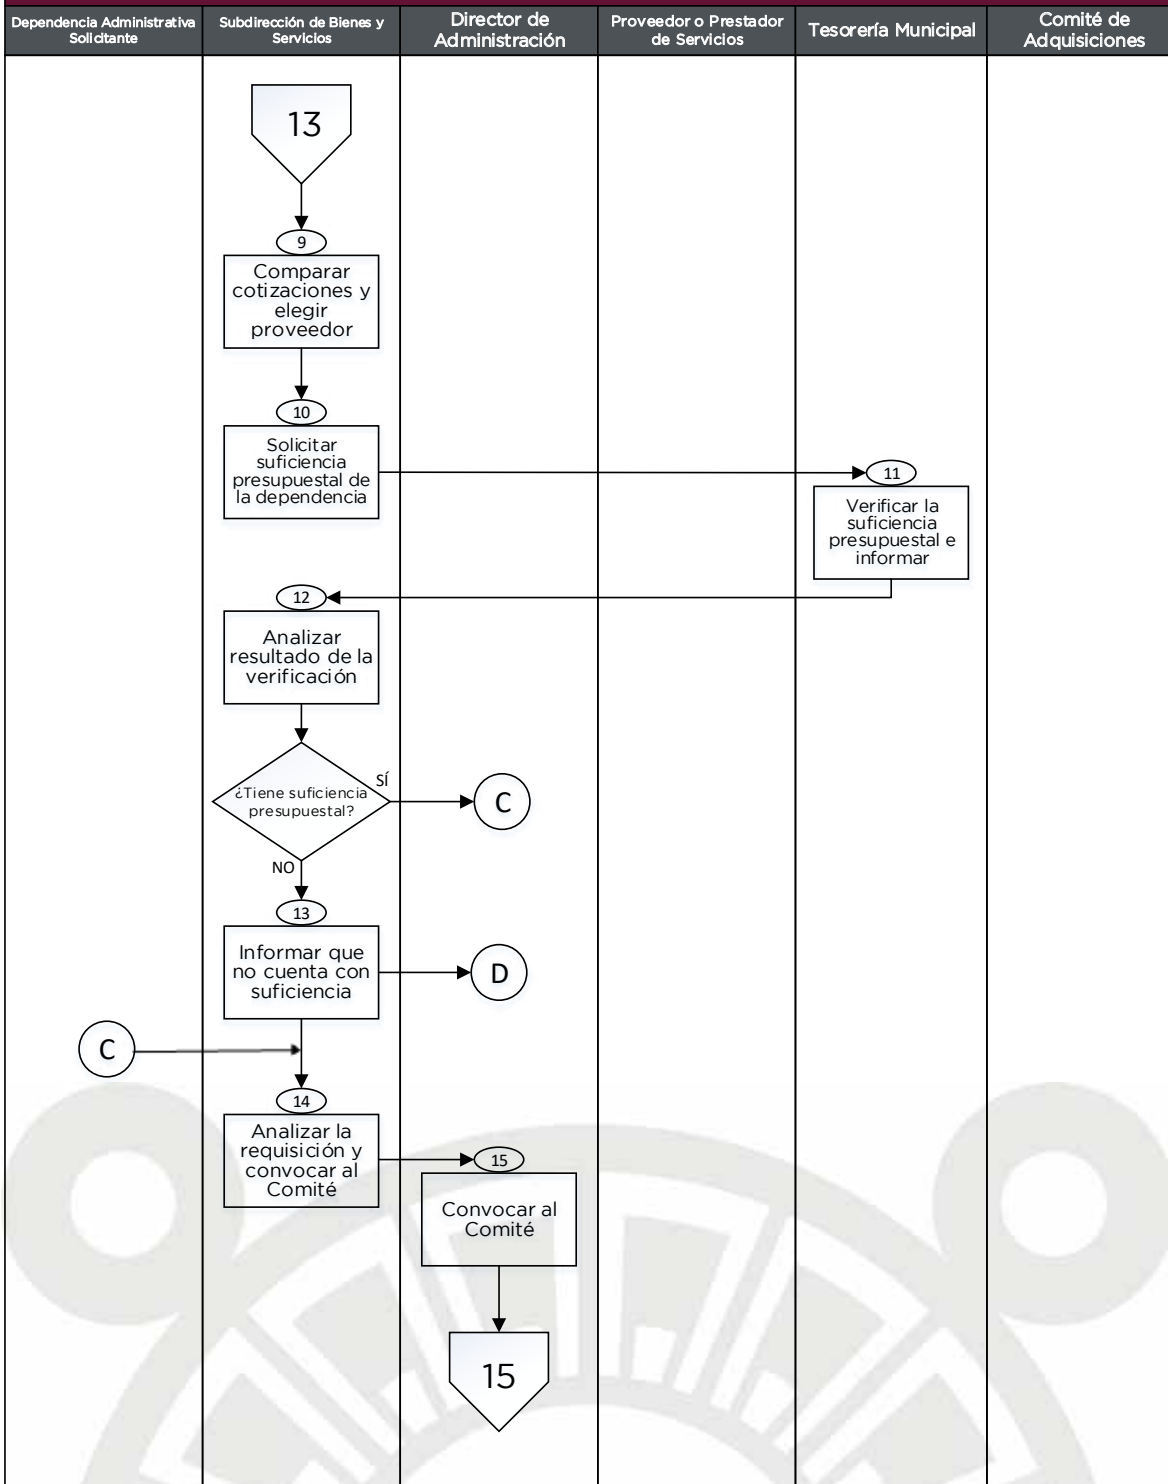 Dependencia Administrativa
Solicitante
Subdirección de Bienes y
Servicios
Director de
Administración
Proveedor o Prestador
de Servicios
Tesorería Municipal
Comité de
Adquisiciones
13
9
Comparar
cotizaciones y
elegir
proveedor
10
Solicitar
suficiencia
presupuestal de
la dependencia
11
Verificar la
suficiencia
presupuestal e
informar
12
Analizar
resultado de la
verificación
¿Tiene suficiencia
presupuestal?
SÍ
C
NO
13
Informar que
no cuenta con
suficiencia
D
C
14
Analizar la
requisición y
convocar al
Comité
15
Convocar al
Comité
15